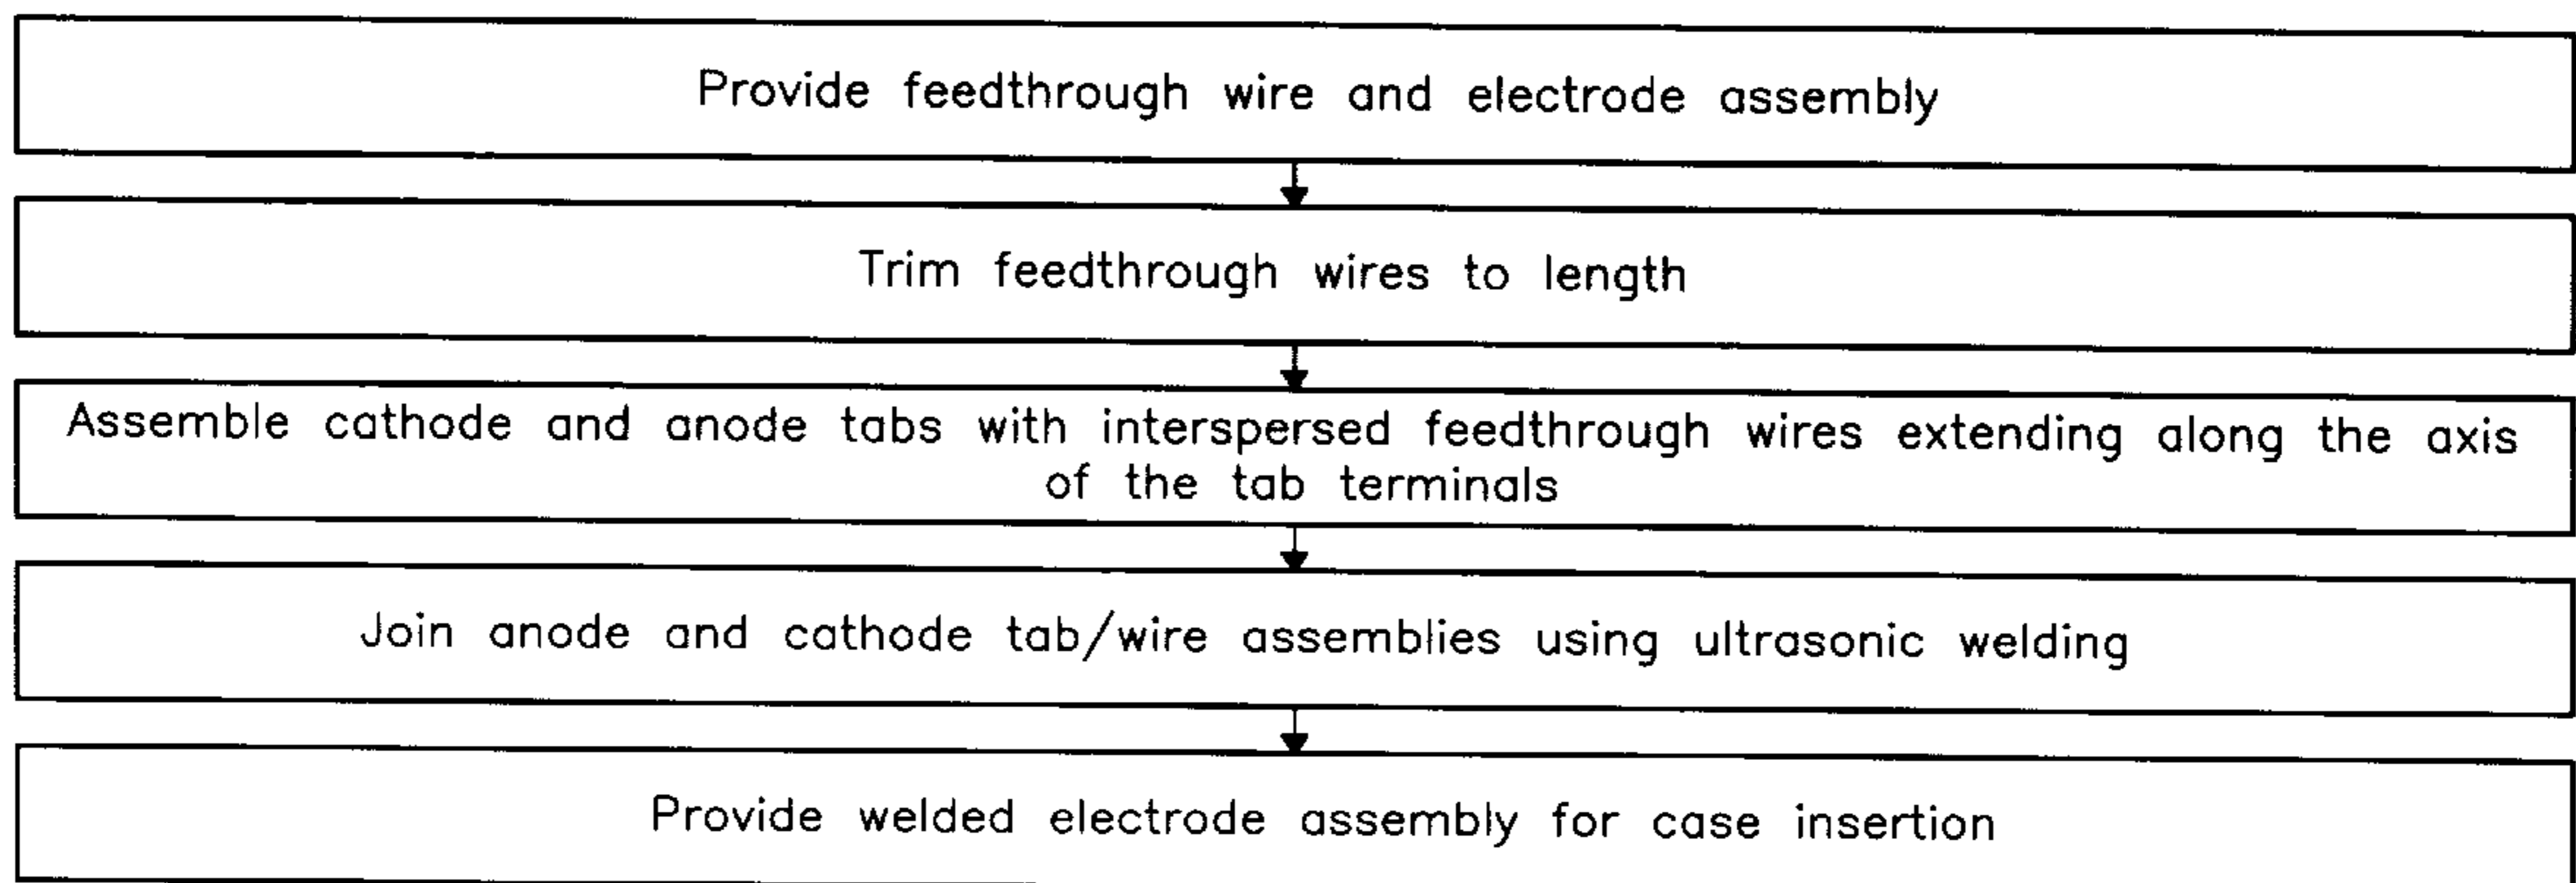 Provide feedthrough wire and electrode assembly
Trim feedthrough wires to length
Assemble cathode and anode tabs with interspersed feedthrough wires extending along the axis
of the tab terminals
Join anode and cathode tab/wire assemblies using ultrasonic welding
Provide welded electrode assembly for case insertion